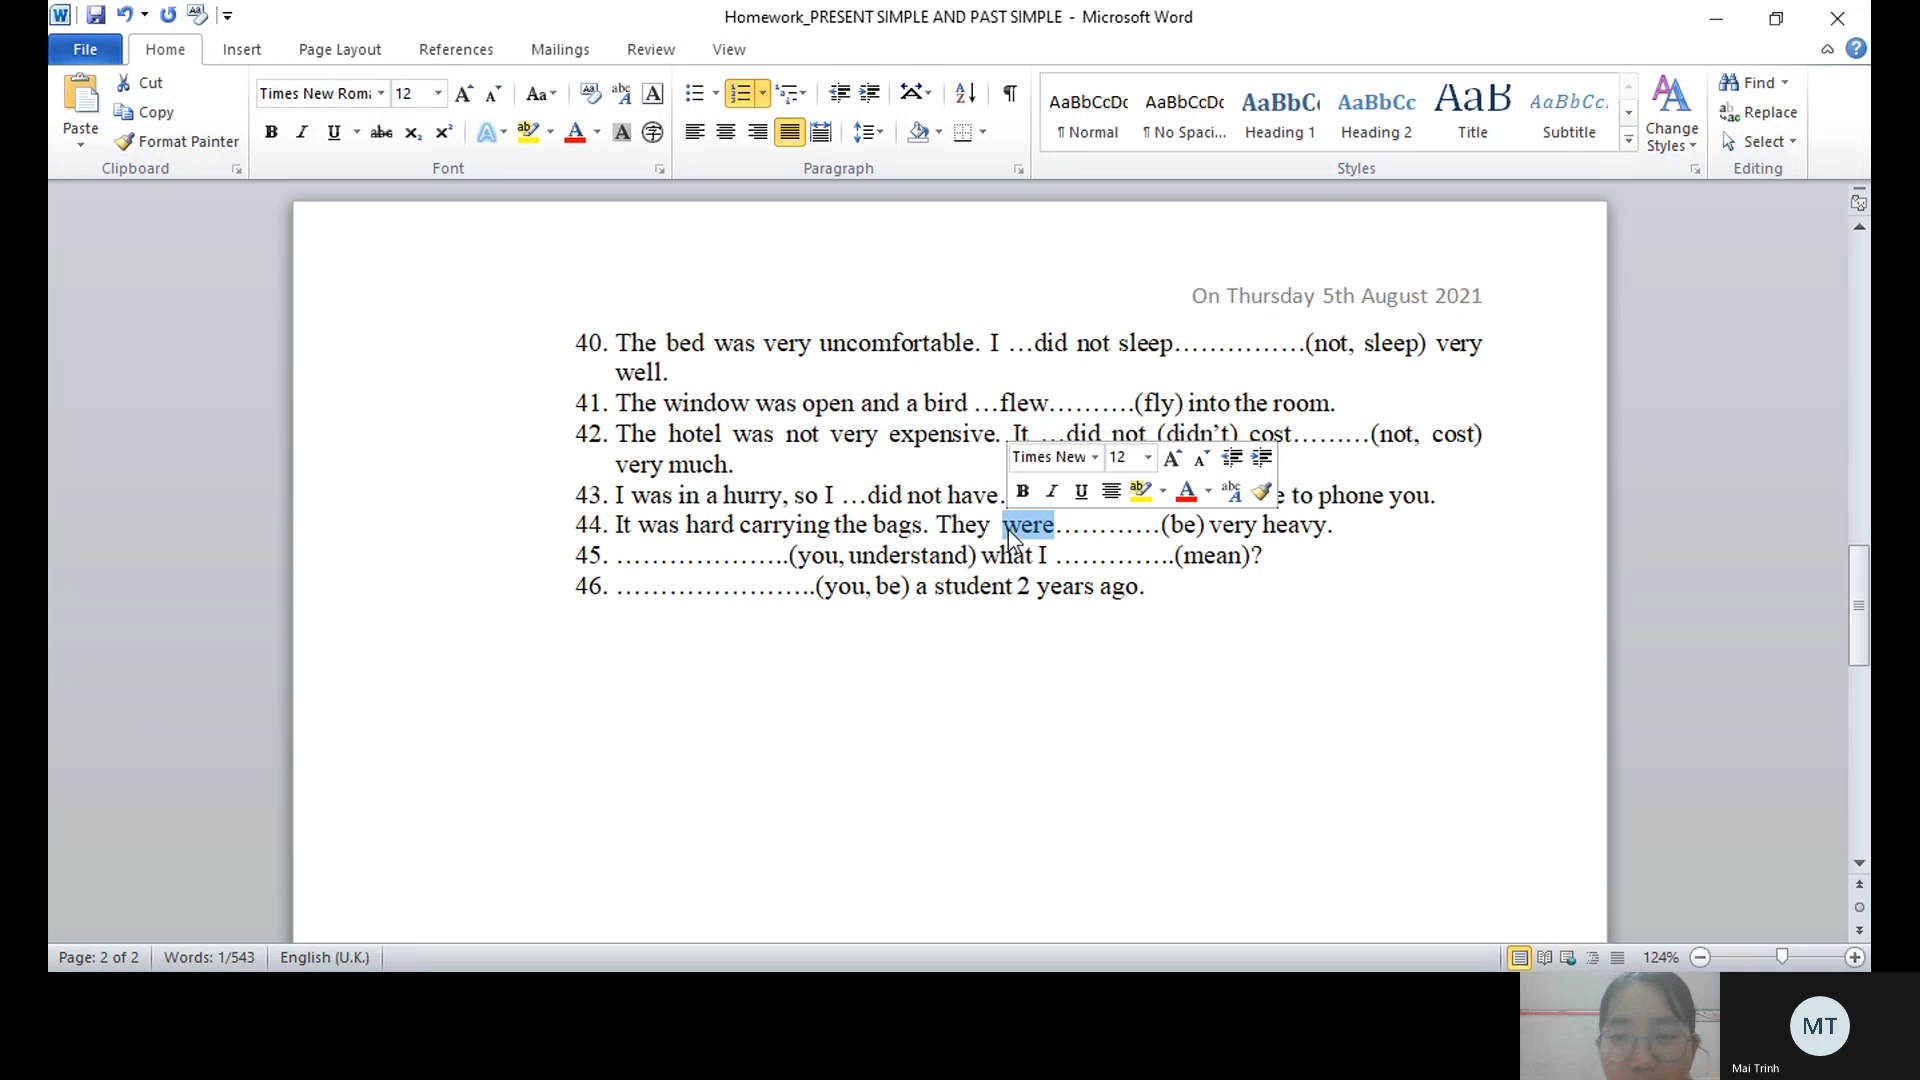 Homework_PRESENT SIMPLE AND PAST SIMPLE - Microsoft Word
File Home Insert Page Layout References Mailings Review View
Cut
Copy
Format Painter
Paste
Times New Roma 12
AaBbCcDc AaBbCcDc AaBbC AaBbCc AaB AaBbCc.
¶ Normal ¶ No Spaci... Heading 1 Heading 2 Title Subtitle
Change Styles
Find
Replace
Select
Clipboard Font Paragraph Styles Editing
On Thursday 5th August 2021
40. The bed was very uncomfortable. I …did not sleep……………(not, sleep) very
well.
41. The window was open and a bird …flew……….(fly) into the room.
42. The hotel was not very expensive. It …did not (didn't) cost………(not, cost)
very much.
Times New 12
43. I was in a hurry, so I …did not have. e to phone you.
44. It was hard carrying the bags. They were…………(be) very heavy.
45. ………………..(you, understand) what I …………..(mean)?
46. …………………..(you, be) a student 2 years ago.
Page: 2 of 2 Words: 1/543 English (U.K.) 124%
MT
Mai Trinh